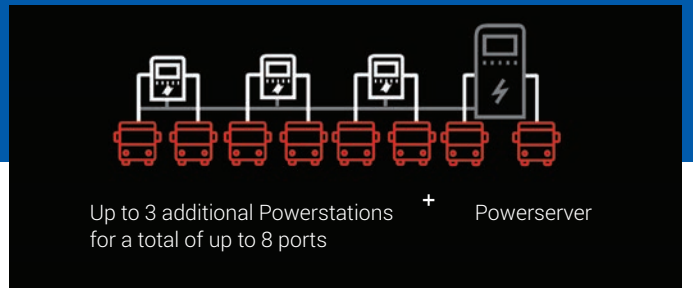 Up to 3 additional Powerstations + Powerserver
for a total of up to 8 ports